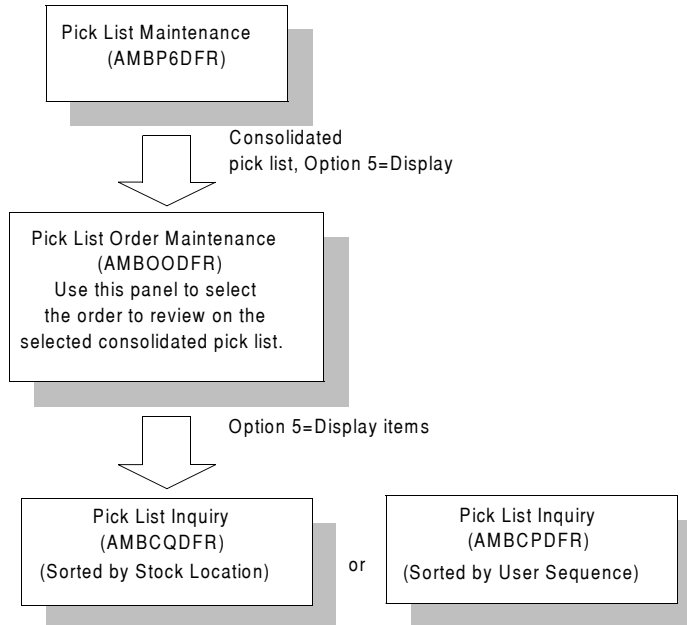 Pick List Maintenance
(AMBP6DFR)
Consolidated
pick list, Option 5=Display
Pick List Order Maintenance
(AMBOODFR)
Use this panel to select
the order to review on the
selected consolidated pick list.
Option 5=Display items
Pick List Inquiry
(AMBCQDFR)
(Sorted by Stock Location)
or
Pick List Inquiry
(AMBCPDFR)
(Sorted by User Sequence)